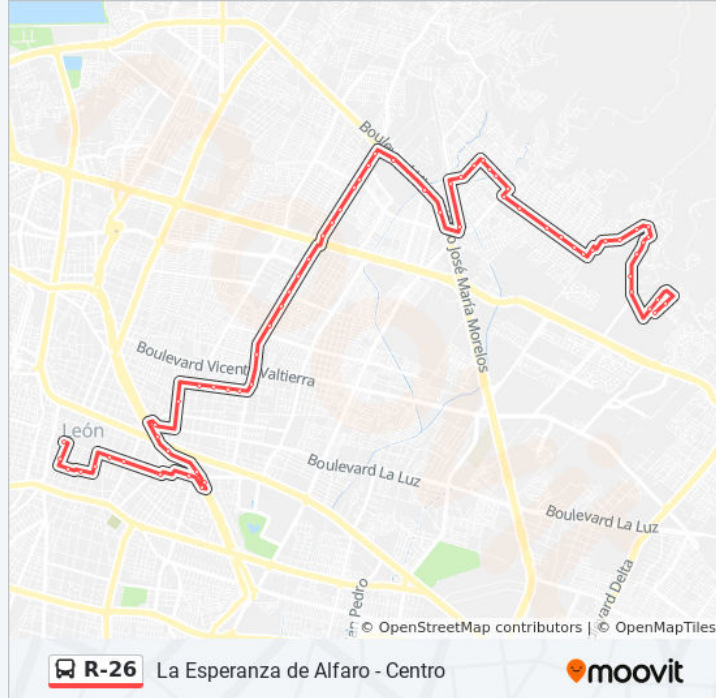 Boulevard
José María Morelos
Boulevard Vicente Valtierra
León
Boulevard La Luz
Boulevard La Luz
© OpenStreetMap contributors | © OpenMapTiles
R-26 La Esperanza de Alfaro - Centro
moovit